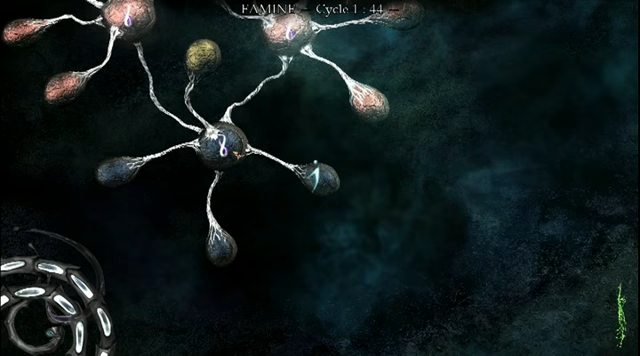 FAMINE — Cycle 1 : 44 —